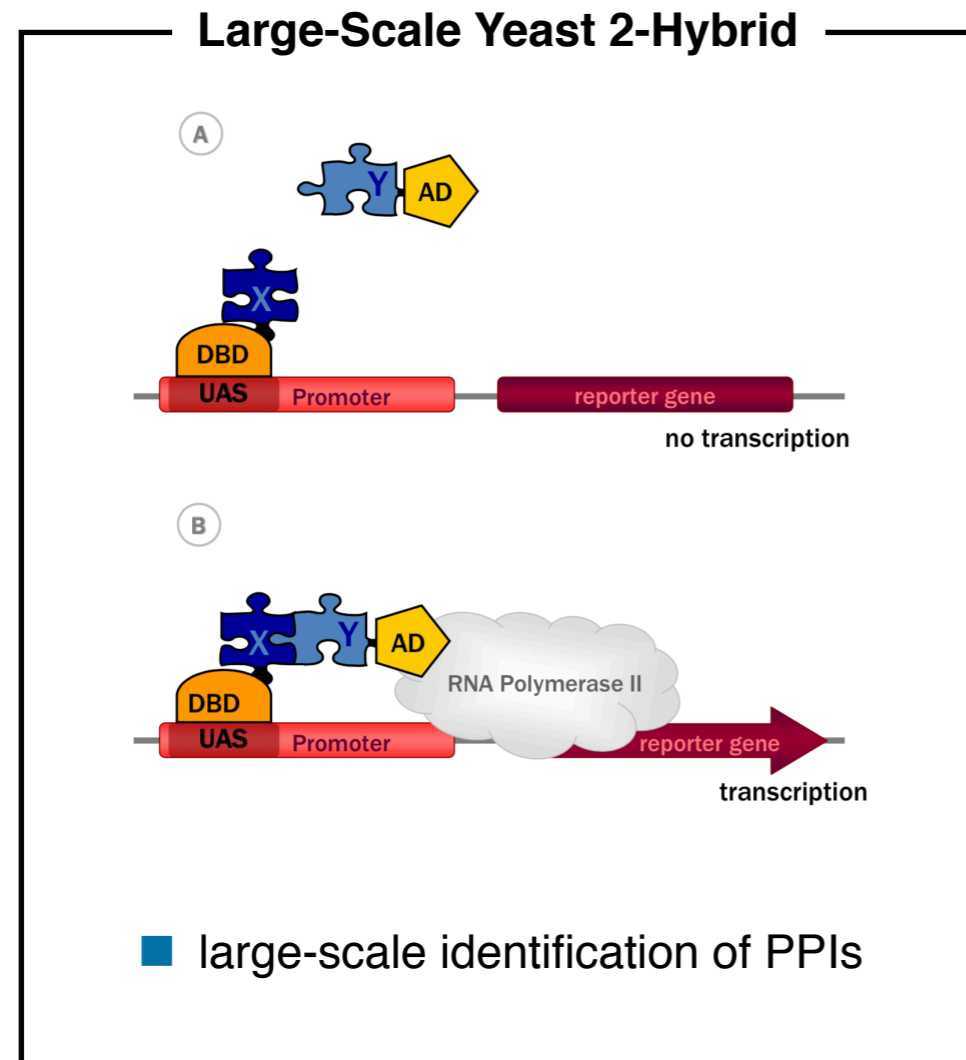 Large-Scale Yeast 2-Hybrid
A
Y
AD
X
DBD
UAS
Promoter
reporter gene
no transcription
B
X
Y
AD
RNA Polymerase II
DBD
UAS
Promoter
reporter gene
transcription
large-scale identification of PPIs